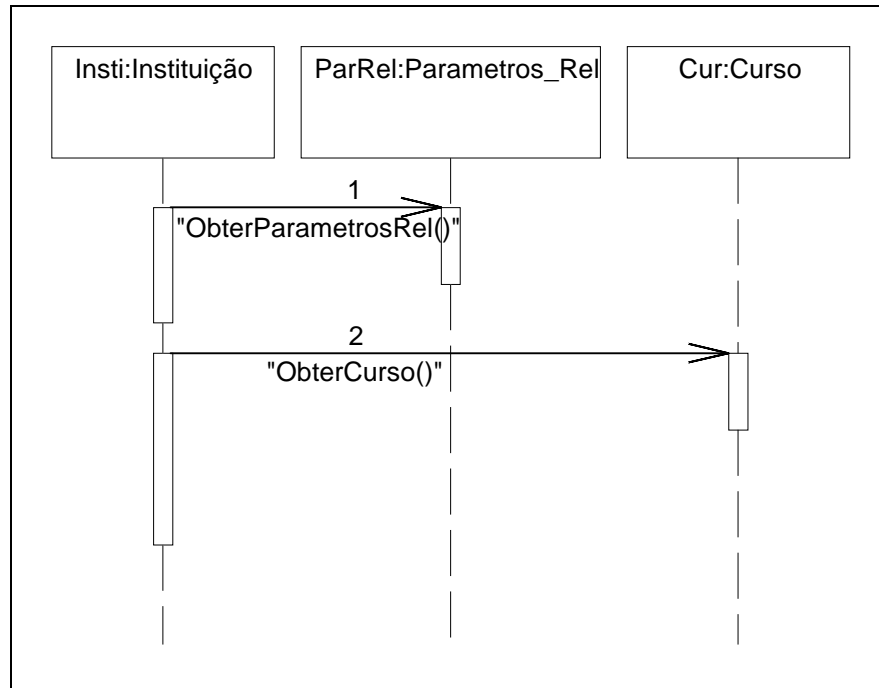 Insti:Instituição
ParRel:Parametros_Rel
Cur:Curso
1
"ObterParametrosRel()"
2
"ObterCurso()"